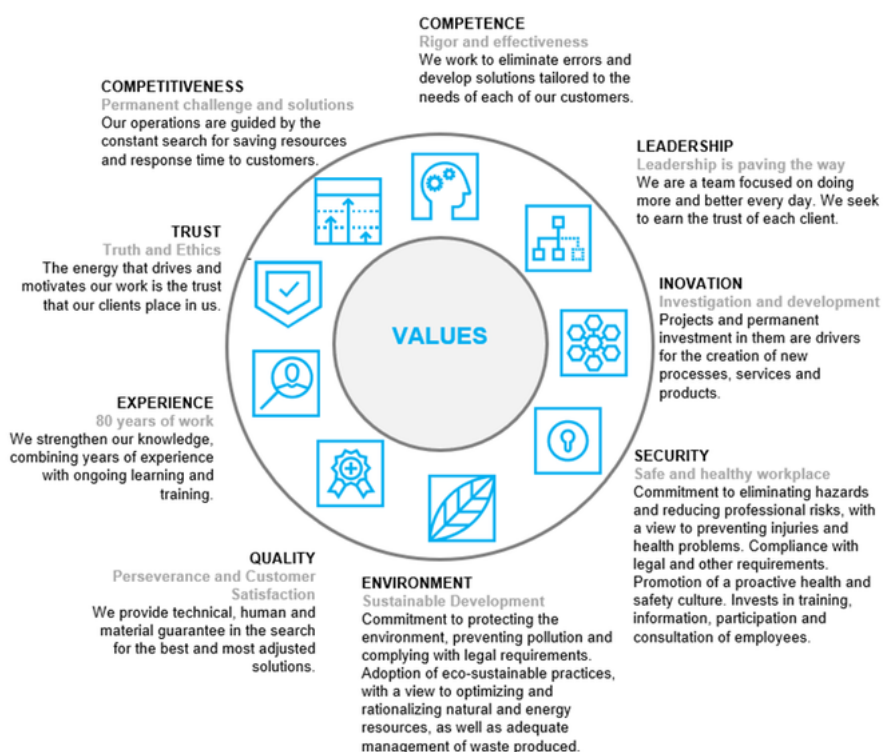 COMPETENCE
Rigor and effectiveness
We work to eliminate errors and
develop solutions tailored to the
needs of each of our customers.
COMPETITIVENESS
Permanent challenge and solutions
Our operations are guided by the
constant search for saving resources
and response time to customers.
LEADERSHIP
Leadership is paving the way
We are a team focused on doing
more and better every day. We seek
to earn the trust of each client.
TRUST
Truth and Ethics
The energy that drives and
motivates our work is the trust
that our clients place in us.
INOVATION
Investigation and development
Projects and permanent
investment in them are drivers
for the creation of new
processes, services and
products.
VALUES
EXPERIENCE
80 years of work
We strengthen our knowledge,
combining years of experience
with ongoing learning and
training.
SECURITY
Safe and healthy workplace
Commitment to eliminating hazards
and reducing professional risks, with
a view to preventing injuries and
health problems. Compliance with
legal and other requirements.
Promotion of a proactive health and
safety culture. Invests in training,
information, participation and
consultation of employees.
QUALITY
Perseverance and Customer
Satisfaction
We provide technical, human and
material guarantee in the search
for the best and most adjusted
solutions.
ENVIRONMENT
Sustainable Development
Commitment to protecting the
environment, preventing pollution and
complying with legal requirements.
Adoption of eco-sustainable practices,
with a view to optimizing and
rationalizing natural and energy
resources, as well as adequate
management of waste produced.